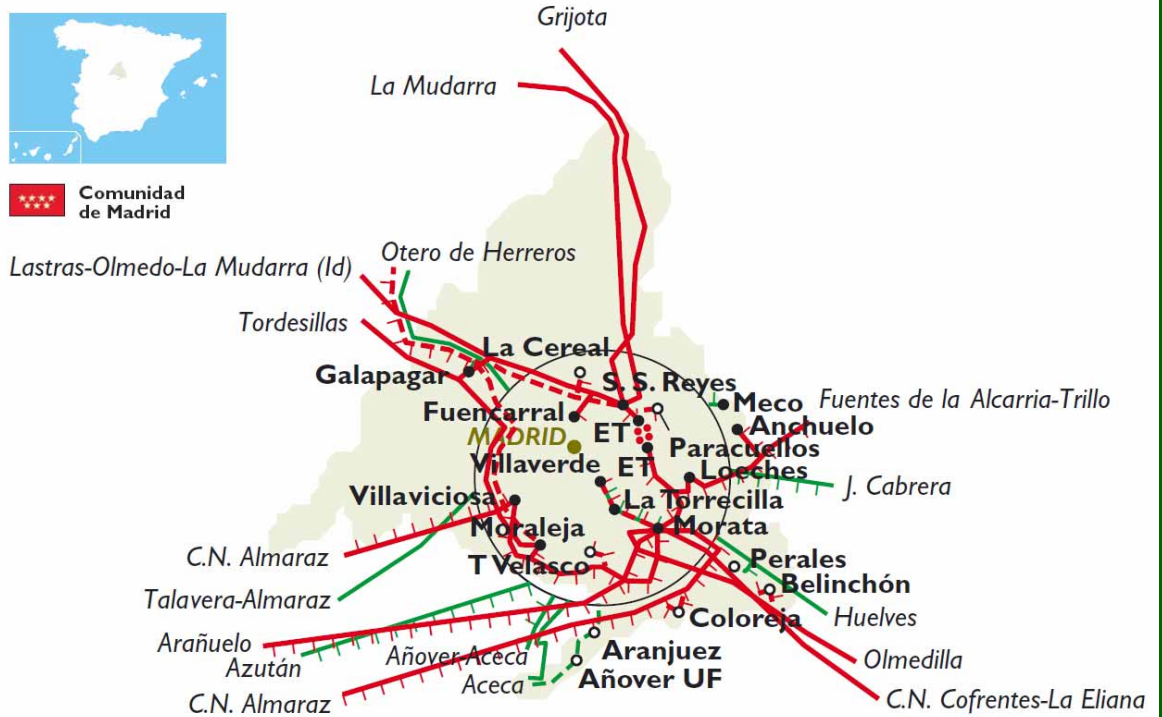 Grijota
La Mudarra
Comunidad
de Madrid
Otero de Herreros
Lastras-Olmedo-La Mudarra (Id)
Tordesillas
La Cereal
Galapagar
S. S. Reyes
Meco
Fuentes de la Alcarria-Trillo
Fuencarral
Anchuelo
MADRID
ET
Paracuellos
Villaverde
ET
Loeches
J. Cabrera
Villaviciosa
La Torrecilla
Moraleja
Morata
C.N. Almaraz
T Velasco
Perales
Belinchón
Talavera-Almaraz
Coloreja
Huelves
Arañuelo
Azután
Añover-Aceca
Aranjuez
Olmedilla
Aceca
Añover UF
C.N. Almaraz
C.N. Cofrentes-La Eliana